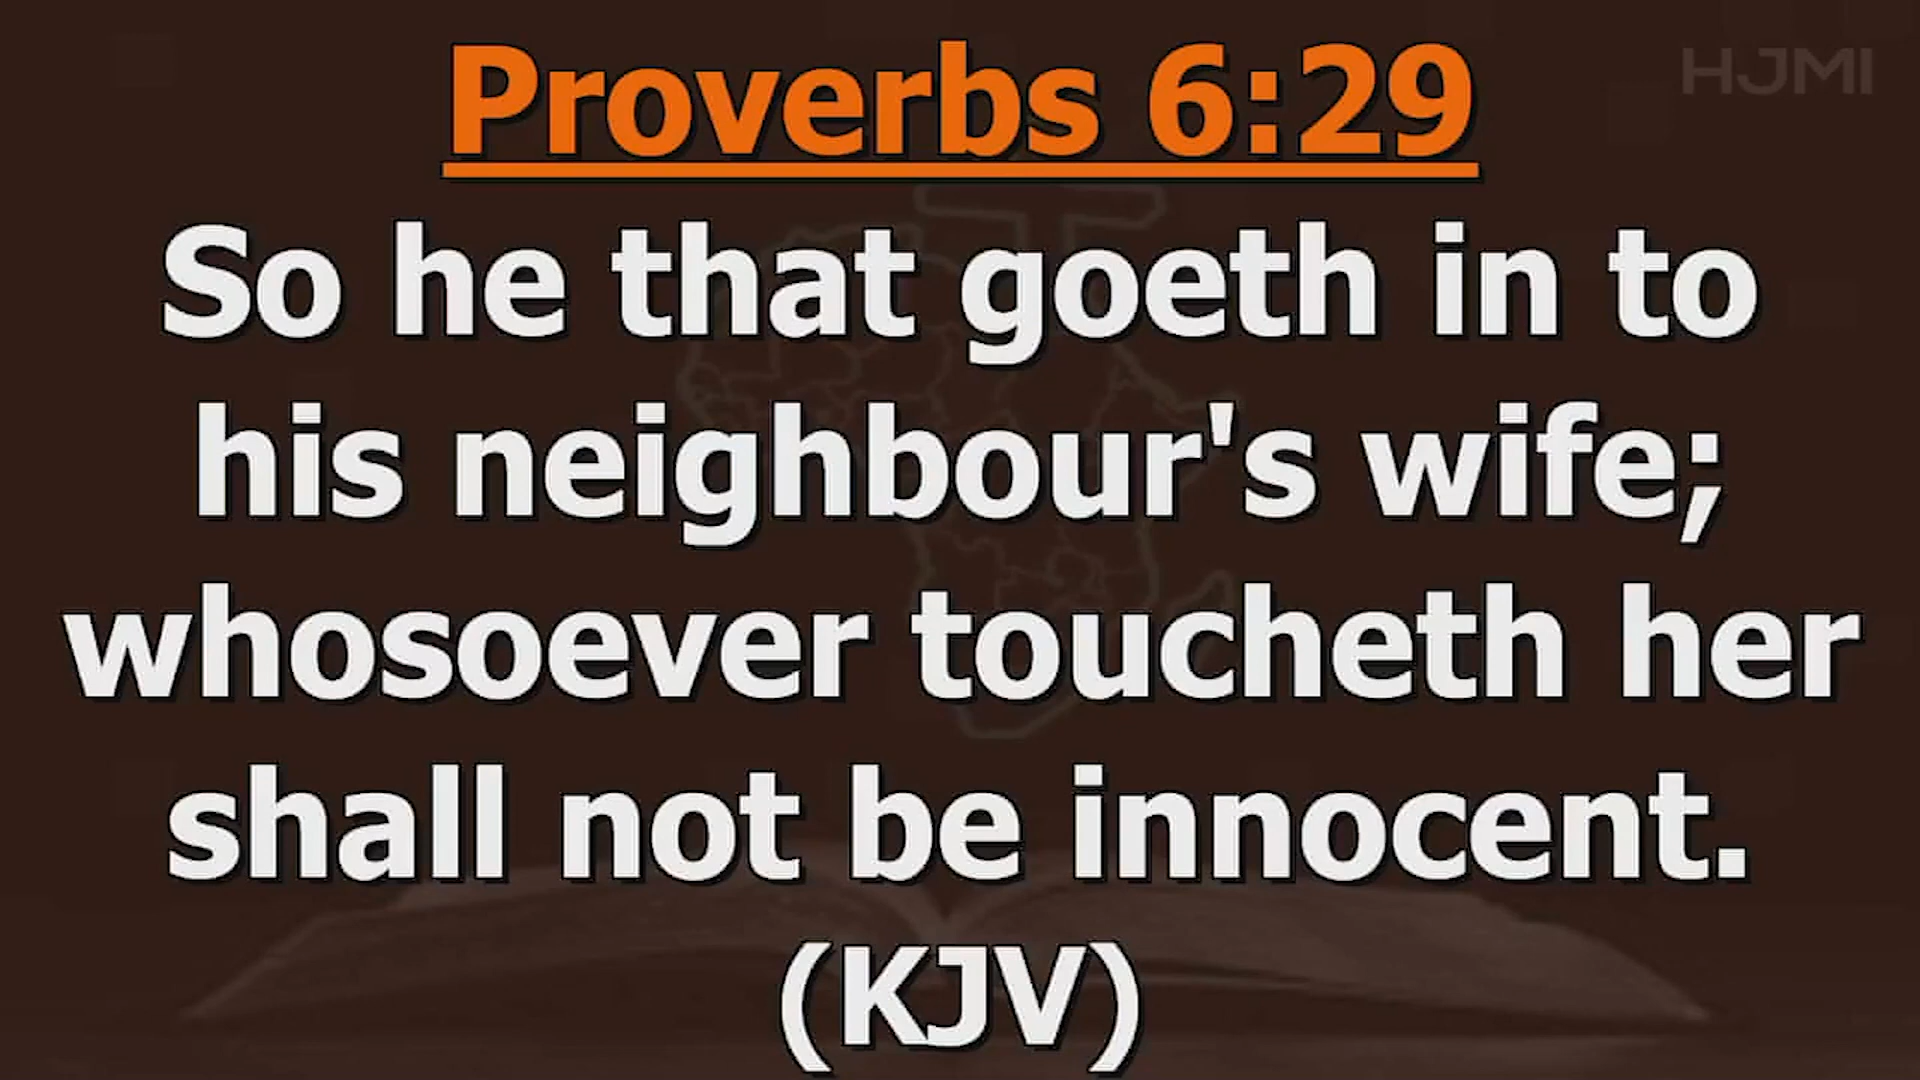 Proverbs 6:29
HJMI
So he that goeth in to
his neighbour's wife;
whosoever toucheth her
shall not be innocent.
(KJV)